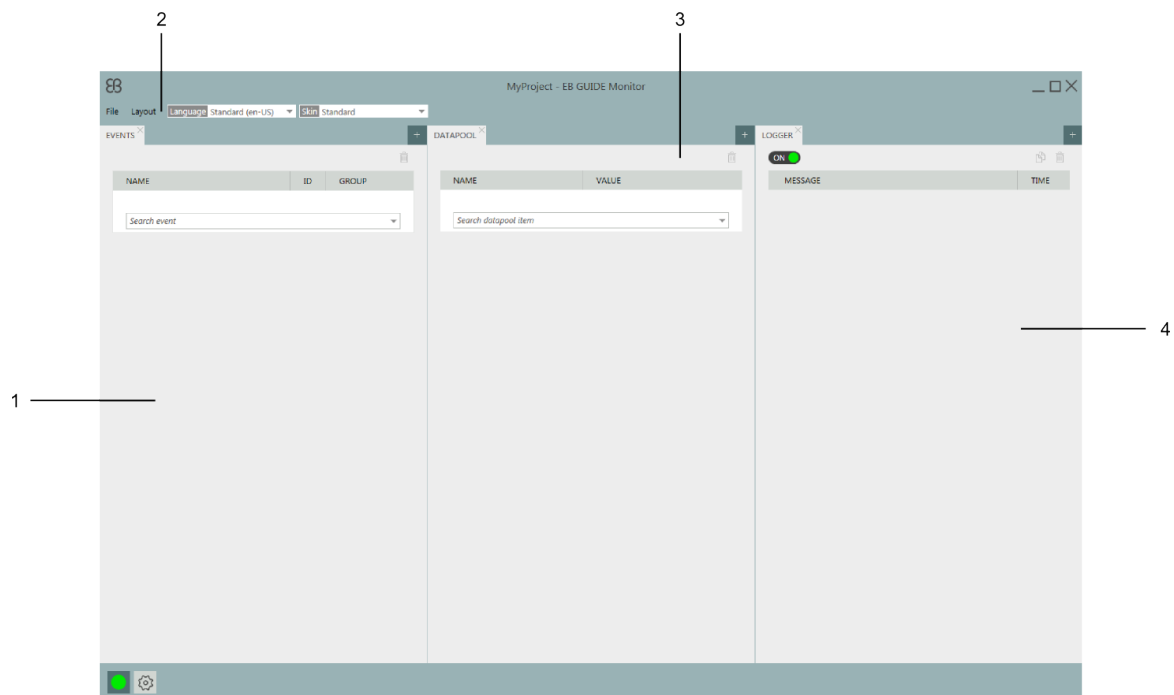 2 3
EB MyProject - EB GUIDE Monitor
File Layout Language Standard (en-US) Skin Standard
EVENTS + DATAPOOL + LOGGER +
ON
NAME ID GROUP NAME VALUE MESSAGE TIME
Search event Search datapool item
4
1